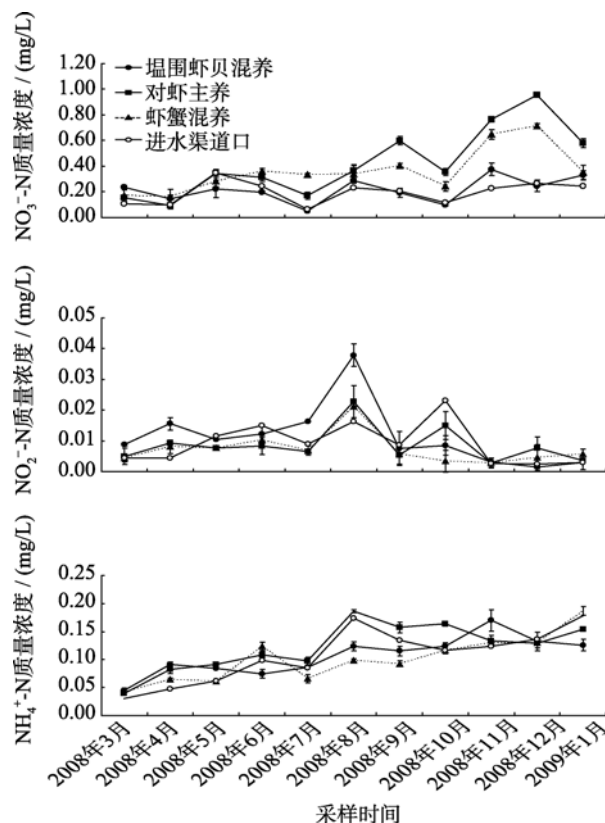 NO₃⁻-N质量浓度 / (mg/L)
1.20
1.00
0.80
0.60
0.40
0.20
0.00
塭围虾贝混养
对虾主养
虾蟹混养
进水渠道口
NO₂⁻-N质量浓度 / (mg/L)
0.05
0.04
0.03
0.02
0.01
0.00
NH₄⁺-N质量浓度 / (mg/L)
0.25
0.20
0.15
0.10
0.05
0.00
2008年3月
2008年4月
2008年5月
2008年6月
2008年7月
2008年8月
2008年9月
2008年10月
2008年11月
2008年12月
2009年1月
采样时间